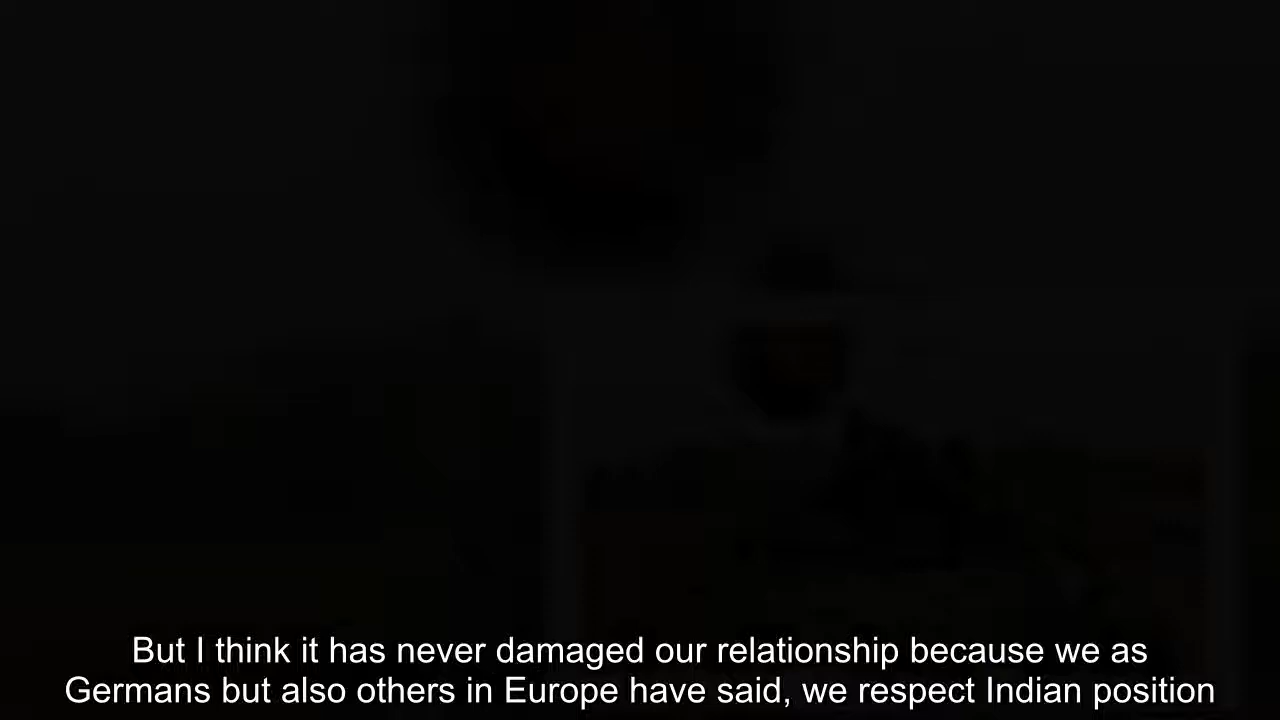 But I think it has never damaged our relationship because we as
Germans but also others in Europe have said, we respect Indian position